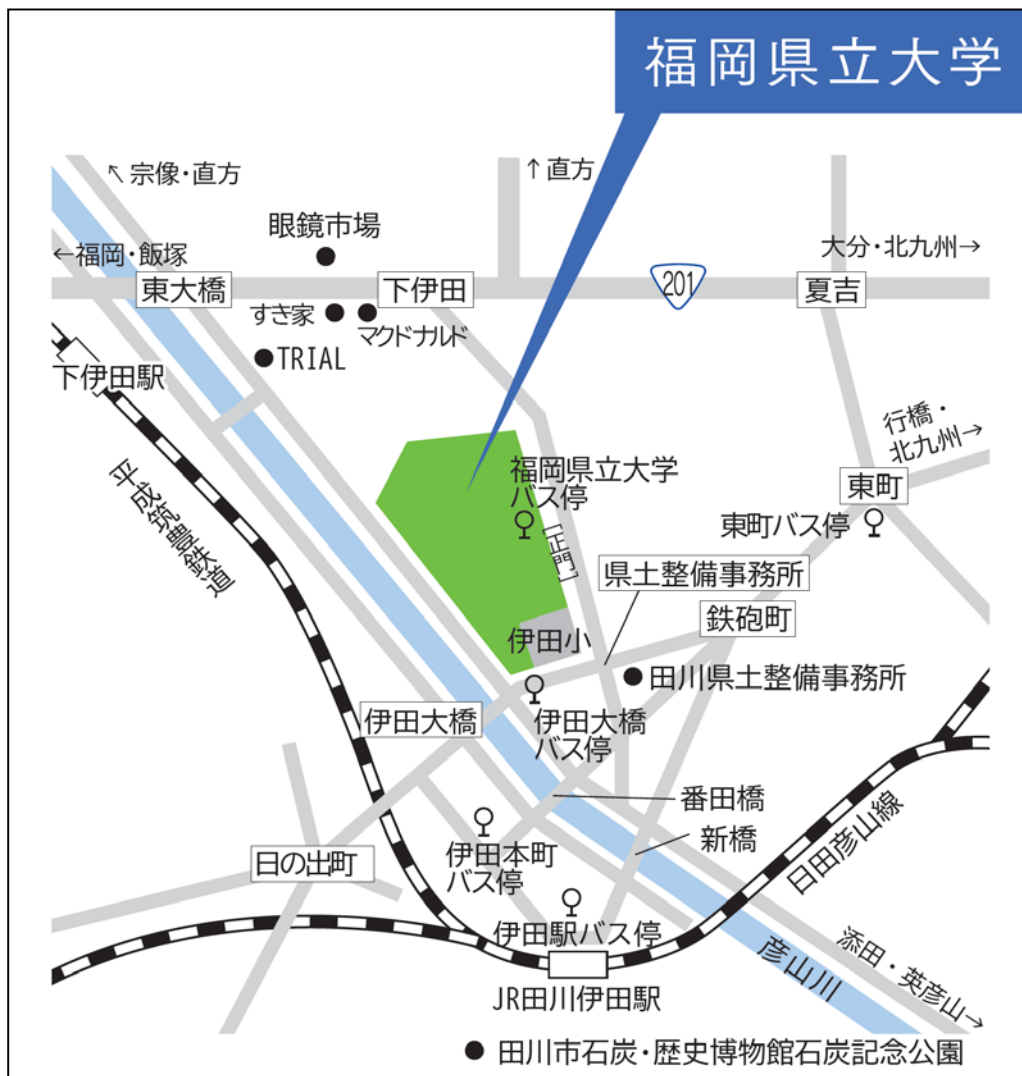 福岡県立大学
↖宗像・直方
↑直方
眼鏡市場
←福岡・飯塚
大分・北九州→
東大橋
下伊田
201
夏吉
すき家
マクドナルド
TRIAL
下伊田駅
行橋・
北九州→
福岡県立大学
バス停
東町
平成筑豊鉄道
東町バス停
[正門]
県土整備事務所
鉄砲町
伊田小
田川県土整備事務所
伊田大橋
伊田大橋
バス停
番田橋
新橋
日田彦山線
伊田本町
バス停
日の出町
伊田駅バス停
彦山川
添田・英彦山→
JR田川伊田駅
田川市石炭・歴史博物館石炭記念公園